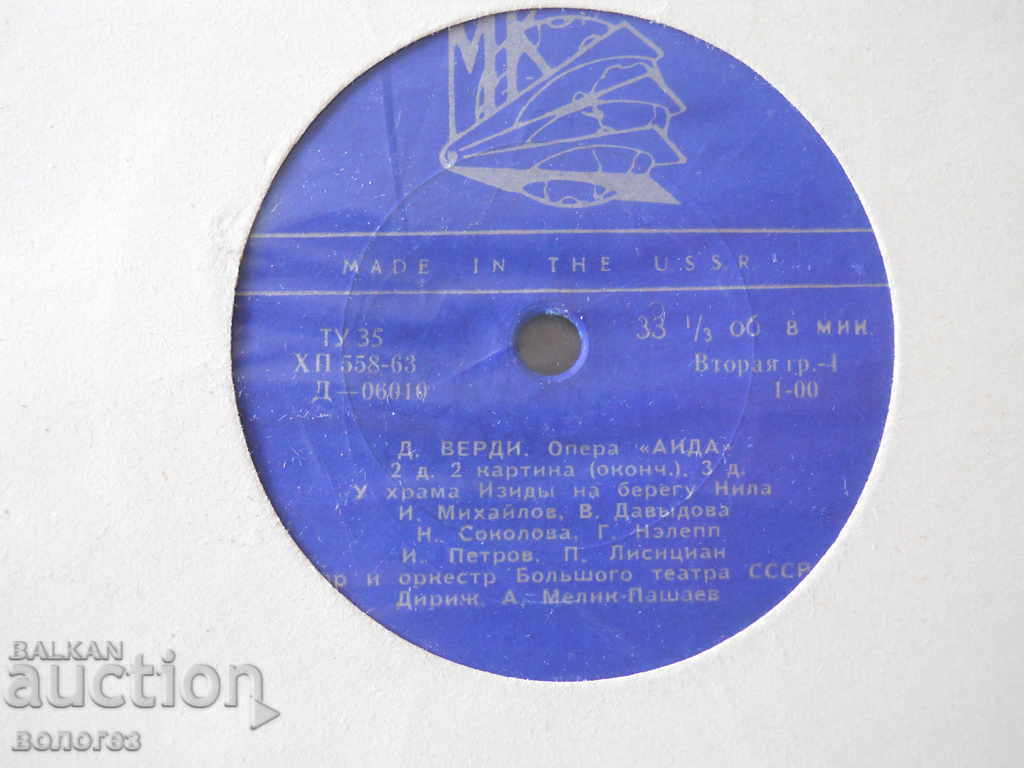 МК
MADE IN THE U.S.S.R.
ТУ 35
ХП 558-63
Д—06010
33 1/3 об. в мин.
Вторая гр.-4
1-00
Д. ВЕРДИ. Опера «АИДА»
2 д. 2 картина (оконч.). 3 д.
У храма Изиды на берегу Нила
И. Михайлов, В. Давыдова
Н. Соколова, Г. Нэлепп
И. Петров, П. Лисициан
р и оркестр Большого театра СССР
Дириж. А. Мелик-Пашаев
BALKAN
auction
волог63